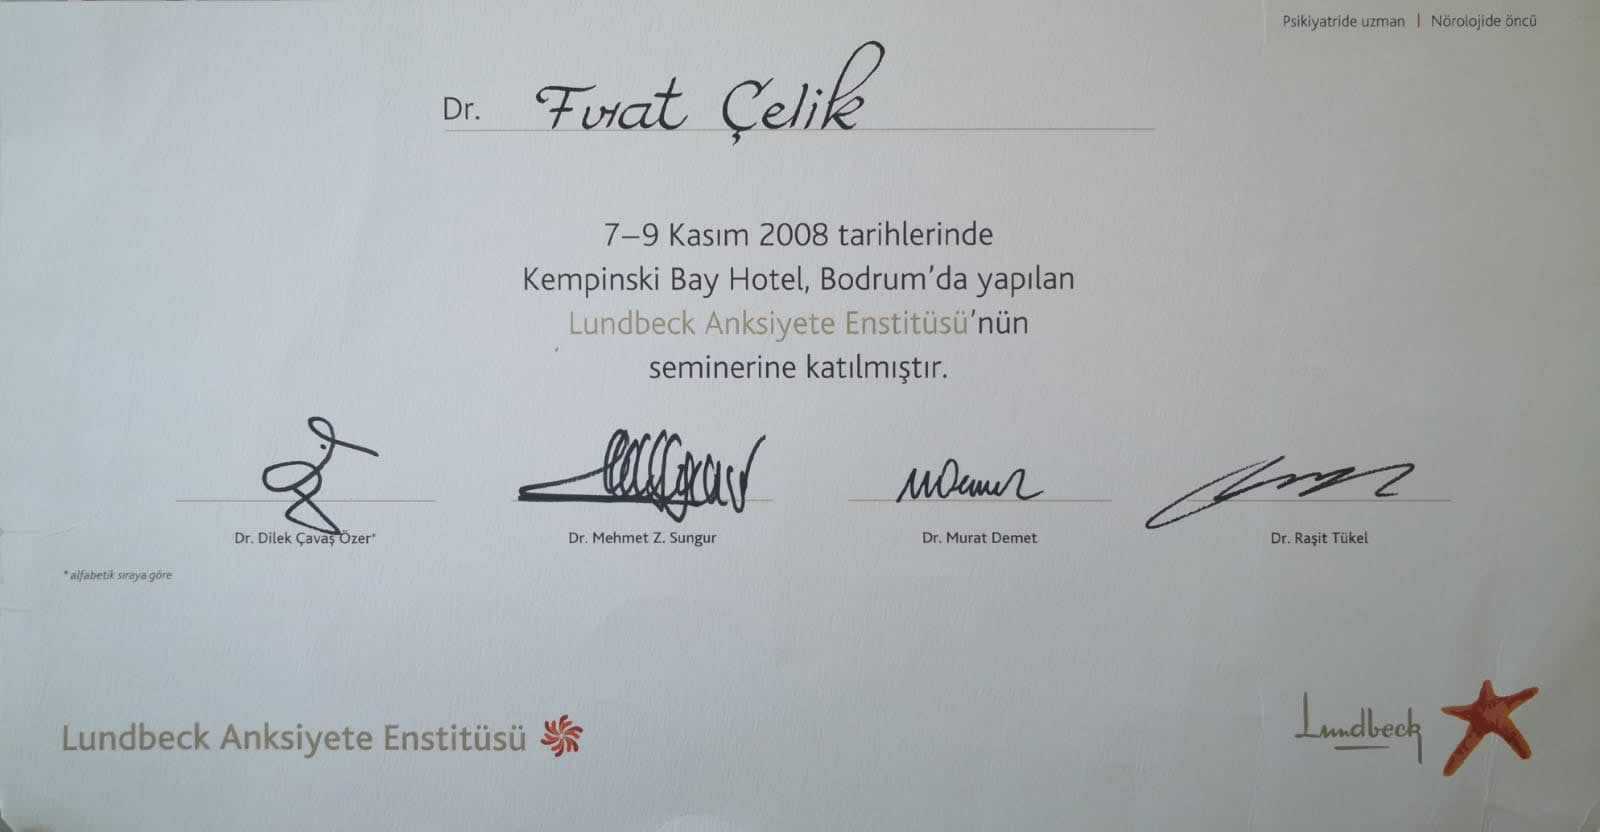 Psikiyatride uzman | Nörolojide öncü
Dr. Fırat Çelik
7–9 Kasım 2008 tarihlerinde
Kempinski Bay Hotel, Bodrum'da yapılan
Lundbeck Anksiyete Enstitüsü'nün
seminerine katılmıştır.
Dr. Dilek Çavaş Özer* Dr. Mehmet Z. Sungur Dr. Murat Demet Dr. Raşit Tükel
* alfabetik sıraya göre
Lundbeck Anksiyete Enstitüsü Lundbeck